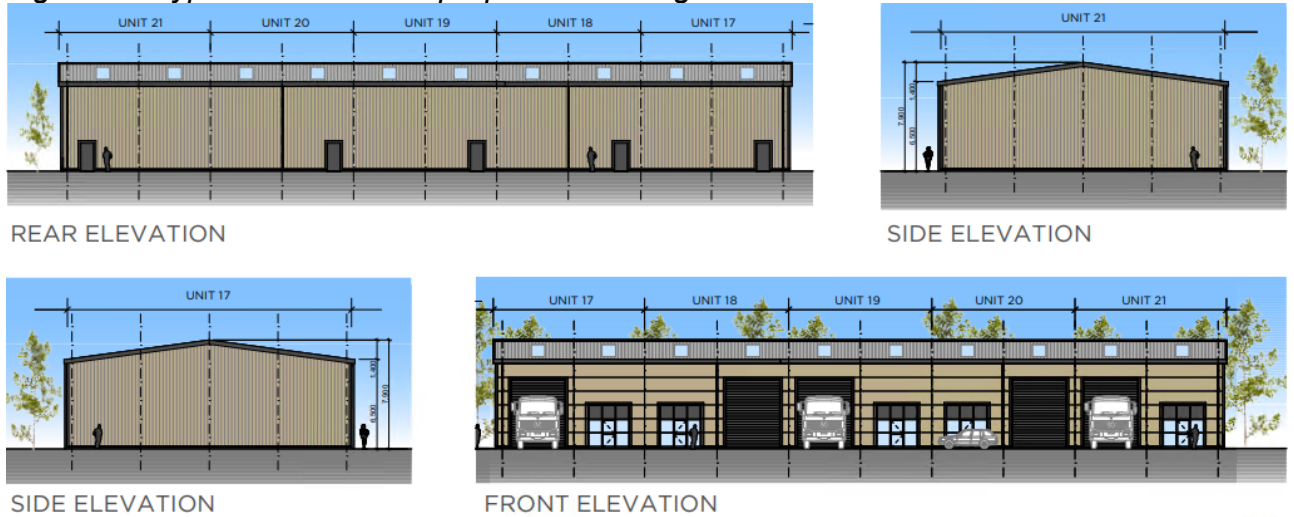 UNIT 21 UNIT 20 UNIT 19 UNIT 18 UNIT 17
REAR ELEVATION
UNIT 21
7.900
6,500
1,400
SIDE ELEVATION
UNIT 17
1,400
6,500
7.900
SIDE ELEVATION
UNIT 17 UNIT 18 UNIT 19 UNIT 20 UNIT 21
FRONT ELEVATION